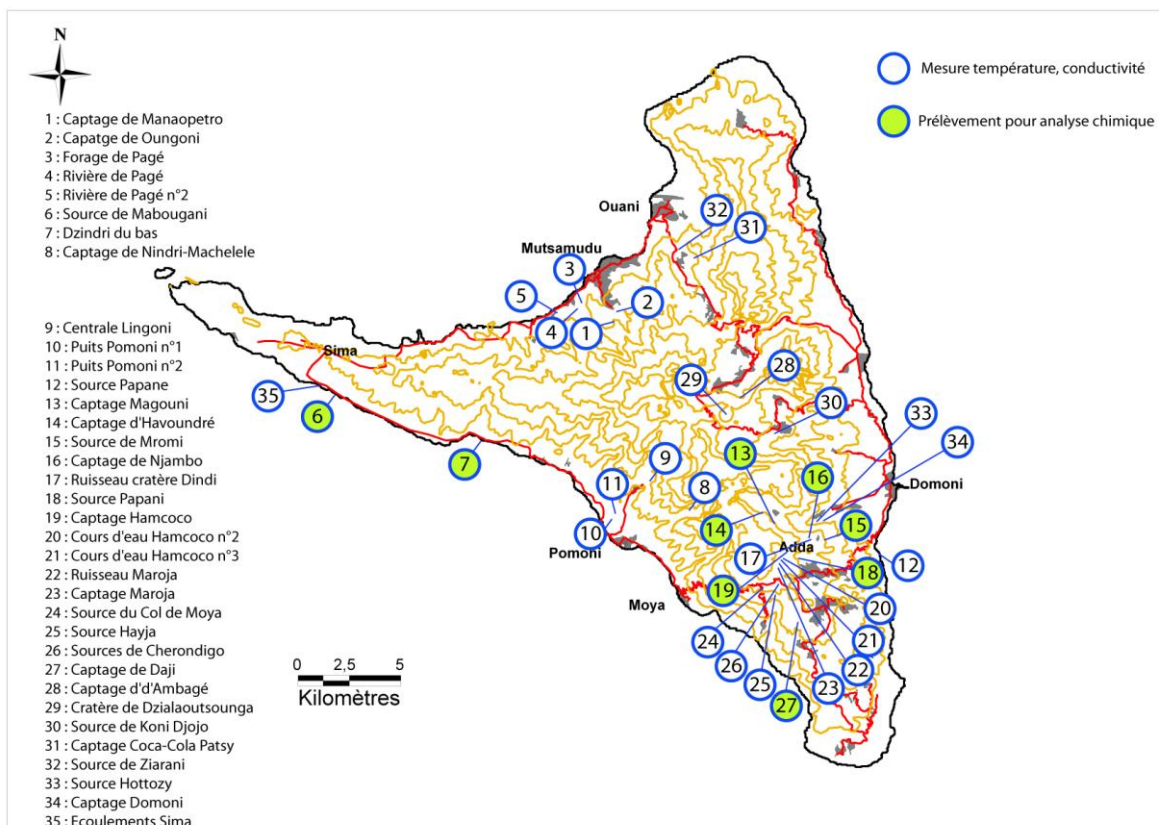 N
Mesure température, conductivité
Prélèvement pour analyse chimique
1 : Captage de Manaopetro
2 : Capatge de Oungoni
3 : Forage de Pagé
4 : Rivière de Pagé
5 : Rivière de Pagé n°2
6 : Source de Mabougani
7 : Dzindri du bas
8 : Captage de Nindri-Machelele
9 : Centrale Lingoni
10 : Puits Pomoni n°1
11 : Puits Pomoni n°2
12 : Source Papane
13 : Captage Magouni
14 : Captage d'Havoundré
15 : Source de Mromi
16 : Captage de Njambo
17 : Ruisseau cratère Dindi
18 : Source Papani
19 : Captage Hamcoco
20 : Cours d'eau Hamcoco n°2
21 : Cours d'eau Hamcoco n°3
22 : Ruisseau Maroja
23 : Captage Maroja
24 : Source du Col de Moya
25 : Source Hayja
26 : Sources de Cherondigo
27 : Captage de Daji
28 : Captage d'd'Ambagé
29 : Cratère de Dzialaoutsounga
30 : Source de Koni Djojo
31 : Captage Coca-Cola Patsy
32 : Source de Ziarani
33 : Source Hottozy
34 : Captage Domoni
35 : Ecoulements Sima
Ouani
32
31
Mutsamudu
3
5
2
4
1
Sima
28
29
35
30
33
6
34
13
7
9
16
11
8
Domoni
14
15
10
Pomoni
Adda
17
12
18
19
Moya
20
24
21
26
22
25
23
27
0 2,5 5
Kilomètres